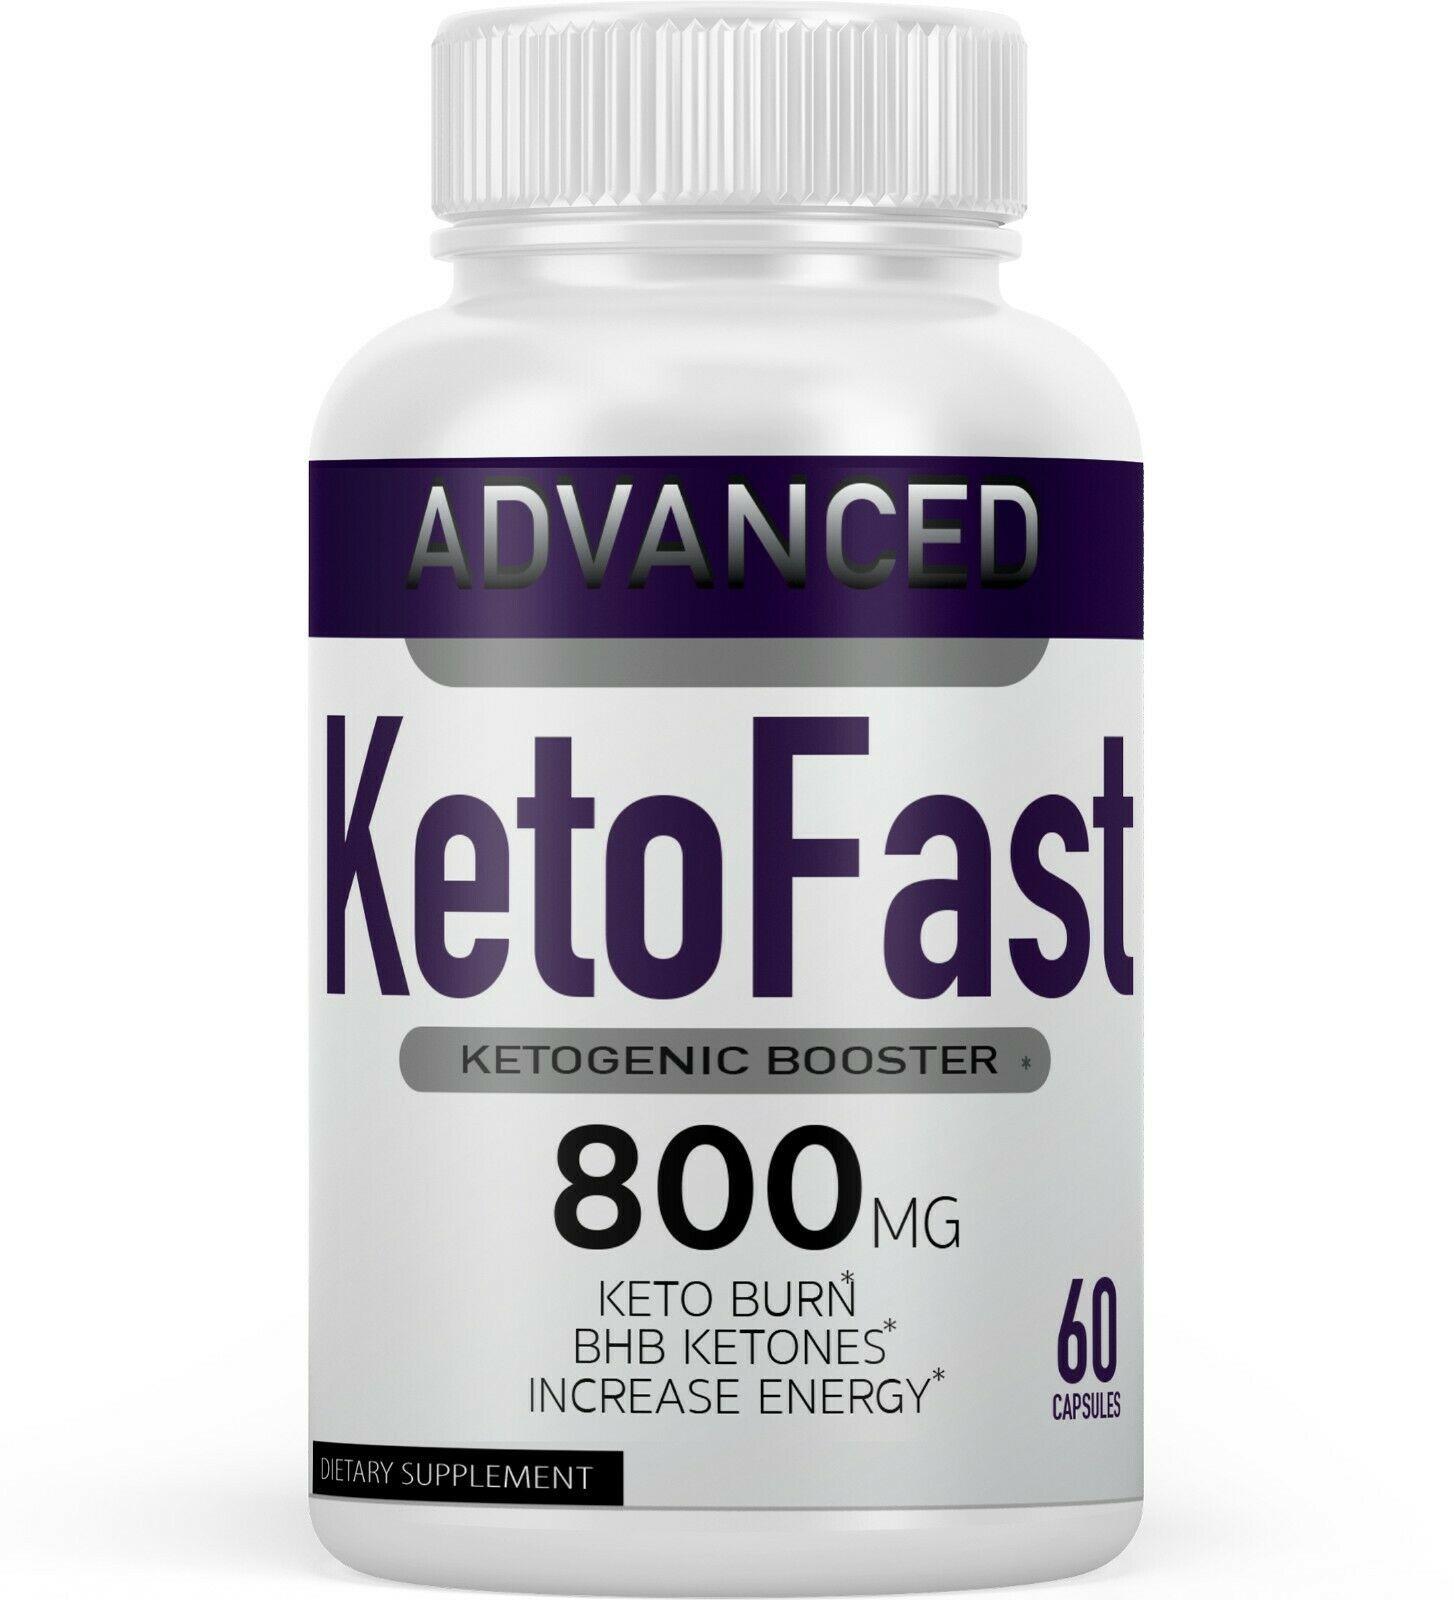 ADVANCED
KetoFast
KETOGENIC BOOSTER *
800MG
KETO BURN*
BHB KETONES*
INCREASE ENERGY*
60
CAPSULES
DIETARY SUPPLEMENT